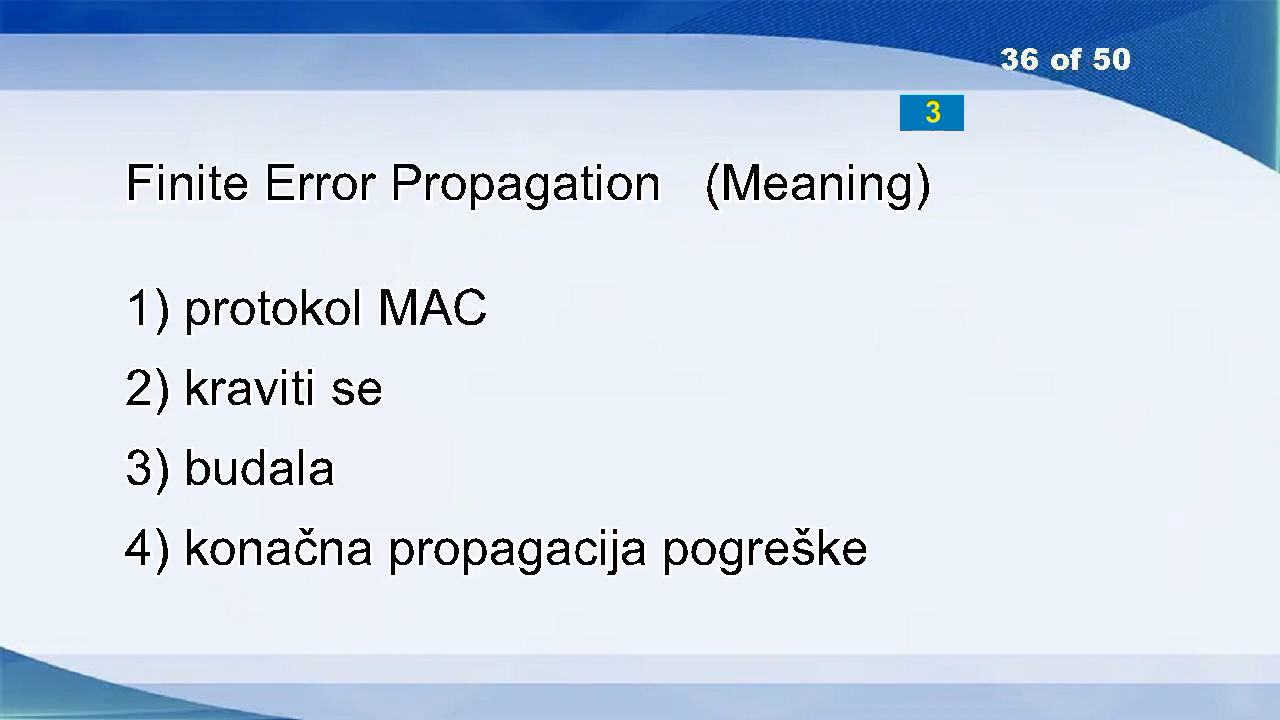 36 of 50
3
Finite Error Propagation (Meaning)
1) protokol MAC
2) kraviti se
3) budala
4) konačna propagacija pogreške